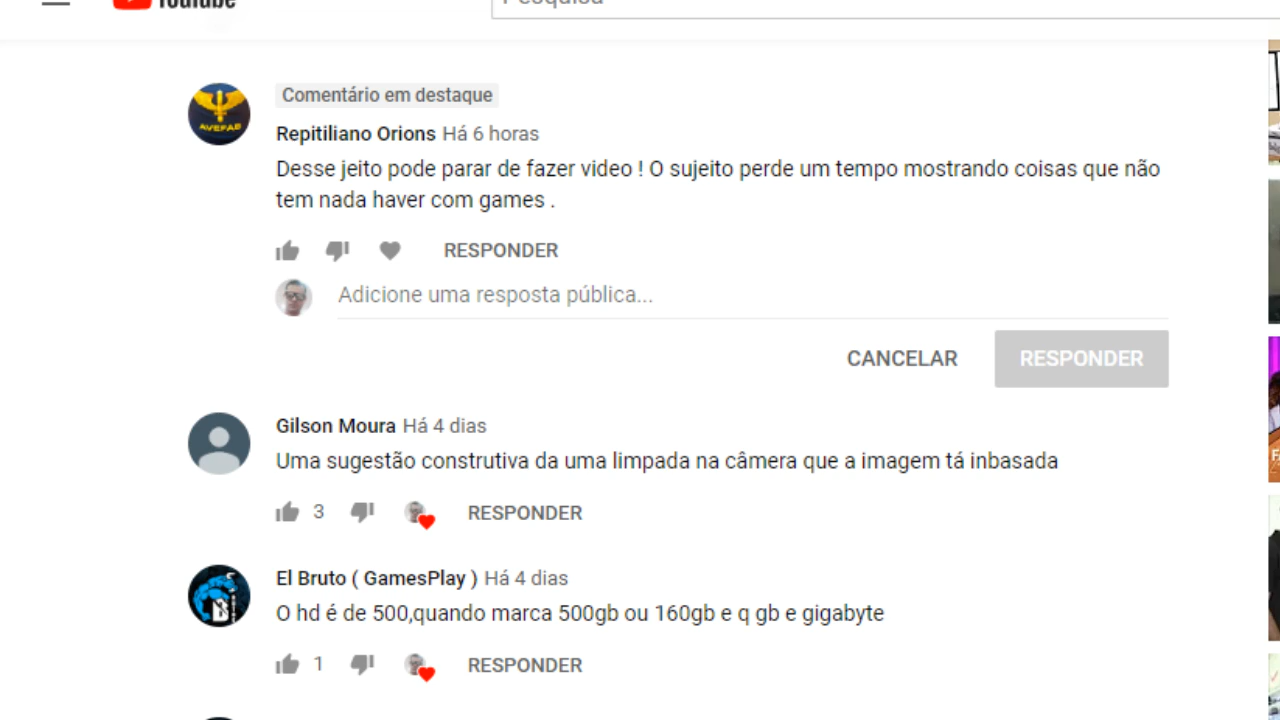 YouTube
Pesquisa
Comentário em destaque
AVEFAB
Repitiliano Orions Há 6 horas
Desse jeito pode parar de fazer video ! O sujeito perde um tempo mostrando coisas que não
tem nada haver com games .
RESPONDER
Adicione uma resposta pública...
CANCELAR RESPONDER
Gilson Moura Há 4 dias
Uma sugestão construtiva da uma limpada na câmera que a imagem tá inbasada
3 RESPONDER
El Bruto ( GamesPlay ) Há 4 dias
O hd é de 500,quando marca 500gb ou 160gb e q gb e gigabyte
1 RESPONDER